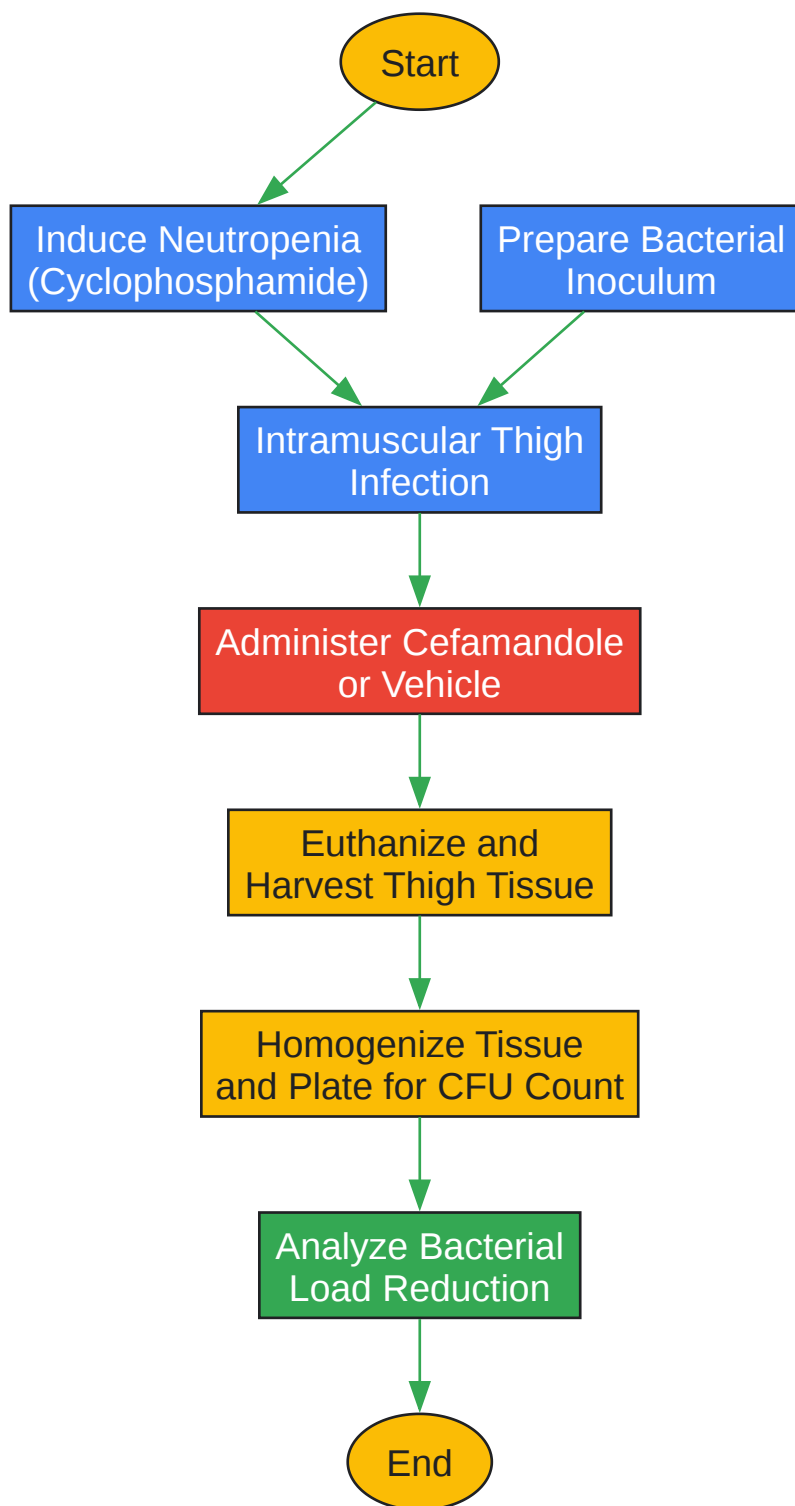 Start
Induce Neutropenia
(Cyclophosphamide)
Prepare Bacterial
Inoculum
Intramuscular Thigh
Infection
Administer Cefamandole
or Vehicle
Euthanize and
Harvest Thigh Tissue
Homogenize Tissue
and Plate for CFU Count
Analyze Bacterial
Load Reduction
End